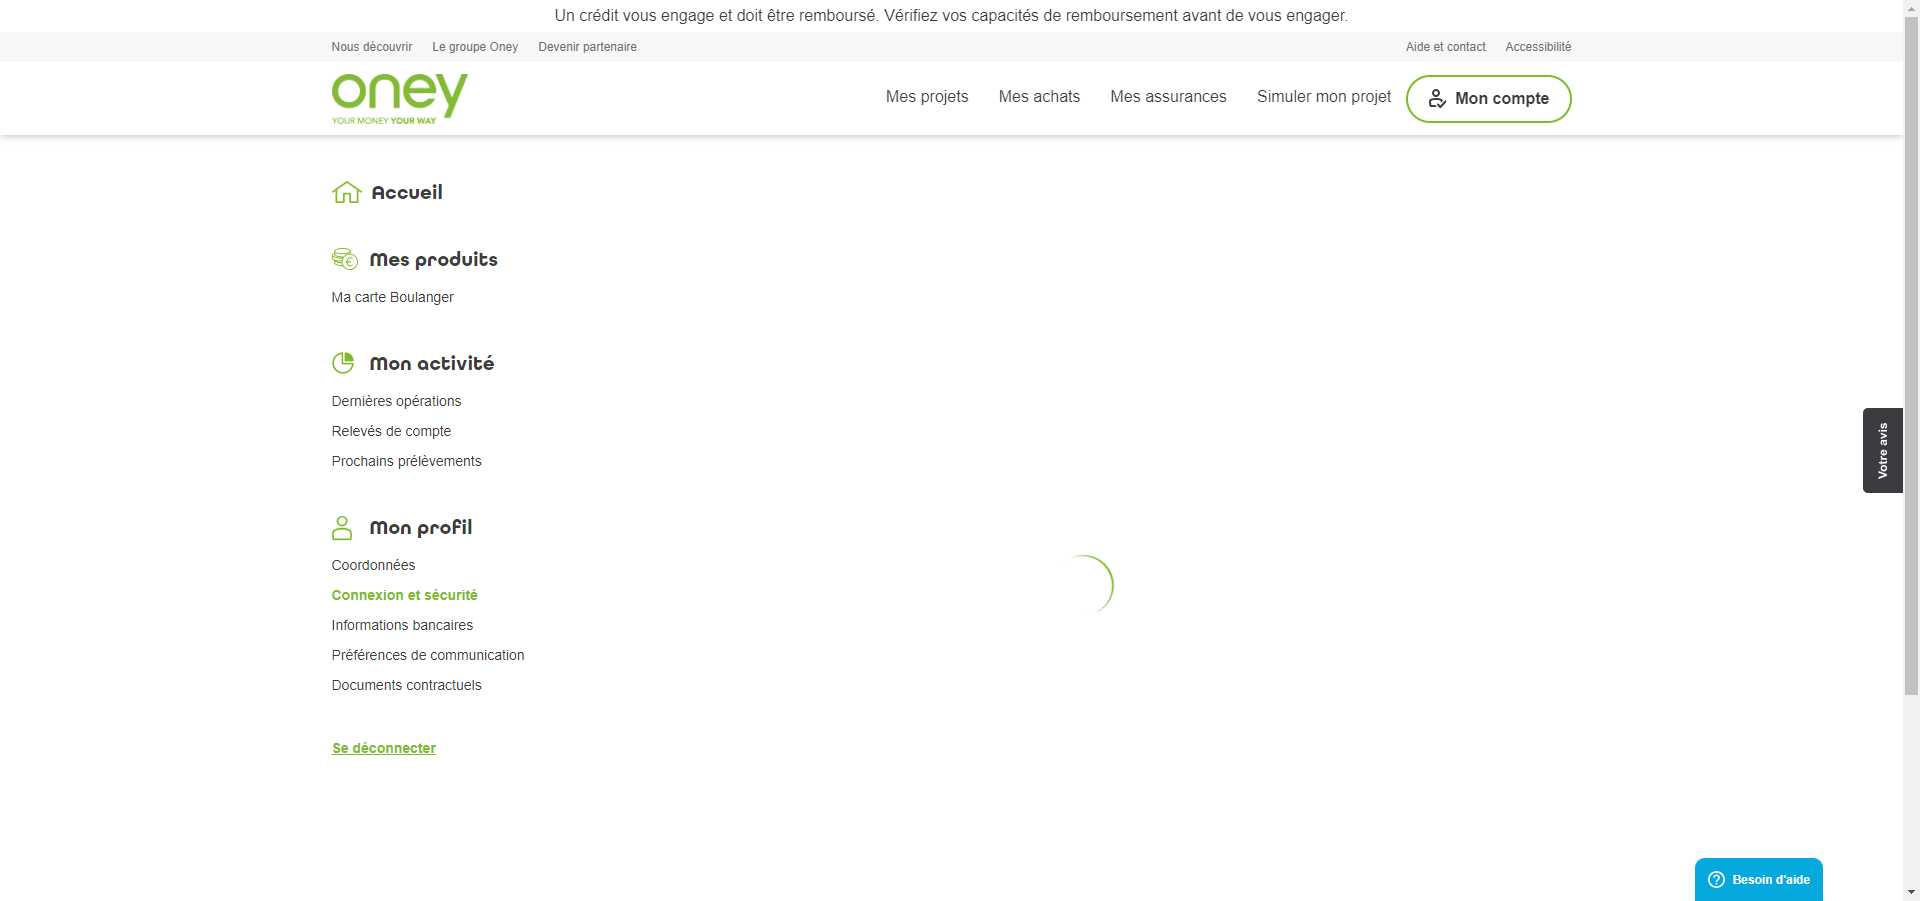 Un crédit vous engage et doit être remboursé. Vérifiez vos capacités de remboursement avant de vous engager.
Nous découvrir Le groupe Oney Devenir partenaire Aide et contact Accessibilité
oney
YOUR MONEY YOUR WAY
Mes projets Mes achats Mes assurances Simuler mon projet Mon compte
Accueil
Mes produits
Ma carte Boulanger
Mon activité
Dernières opérations
Relevés de compte
Prochains prélèvements
Votre avis
Mon profil
Coordonnées
Connexion et sécurité
Informations bancaires
Préférences de communication
Documents contractuels
Se déconnecter
Besoin d'aide